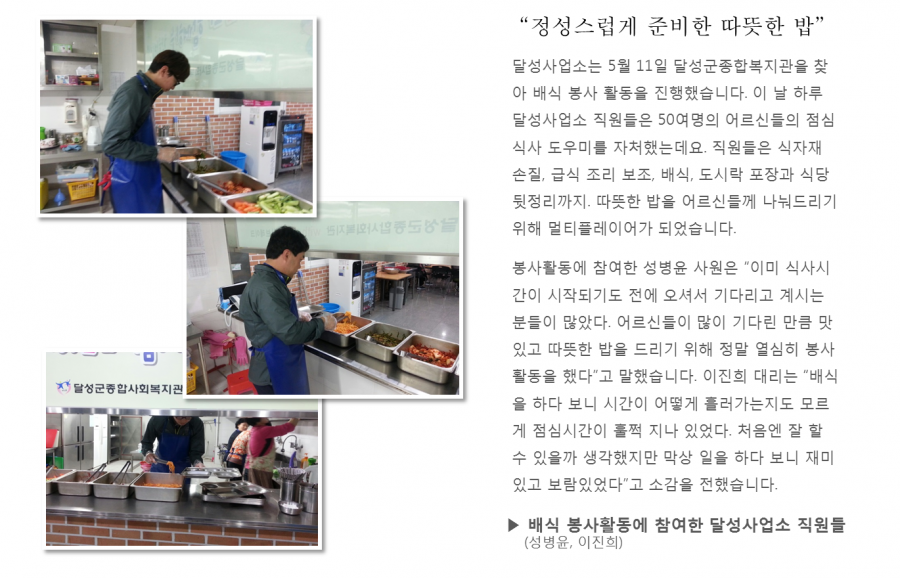 “정성스럽게 준비한 따뜻한 밥”
달성사업소는 5월 11일 달성군종합복지관을 찾
아 배식 봉사 활동을 진행했습니다. 이 날 하루
달성사업소 직원들은 50여명의 어르신들의 점심
식사 도우미를 자처했는데요. 직원들은 식자재
손질, 급식 조리 보조, 배식, 도시락 포장과 식당
뒷정리까지. 따뜻한 밥을 어르신들께 나눠드리기
위해 멀티플레이어가 되었습니다.
봉사활동에 참여한 성병윤 사원은 “이미 식사시
간이 시작되기도 전에 오셔서 기다리고 계시는
분들이 많았다. 어르신들이 많이 기다린 만큼 맛
있고 따뜻한 밥을 드리기 위해 정말 열심히 봉사
활동을 했다”고 말했습니다. 이진희 대리는 “배식
을 하다 보니 시간이 어떻게 흘러가는지도 모르
게 점심시간이 훌쩍 지나 있었다. 처음엔 잘 할
수 있을까 생각했지만 막상 일을 하다 보니 재미
있고 보람있었다”고 소감을 전했습니다.
▶ 배식 봉사활동에 참여한 달성사업소 직원들
(성병윤, 이진희)
달성군종합사회복지관
달성군종합사회복지관